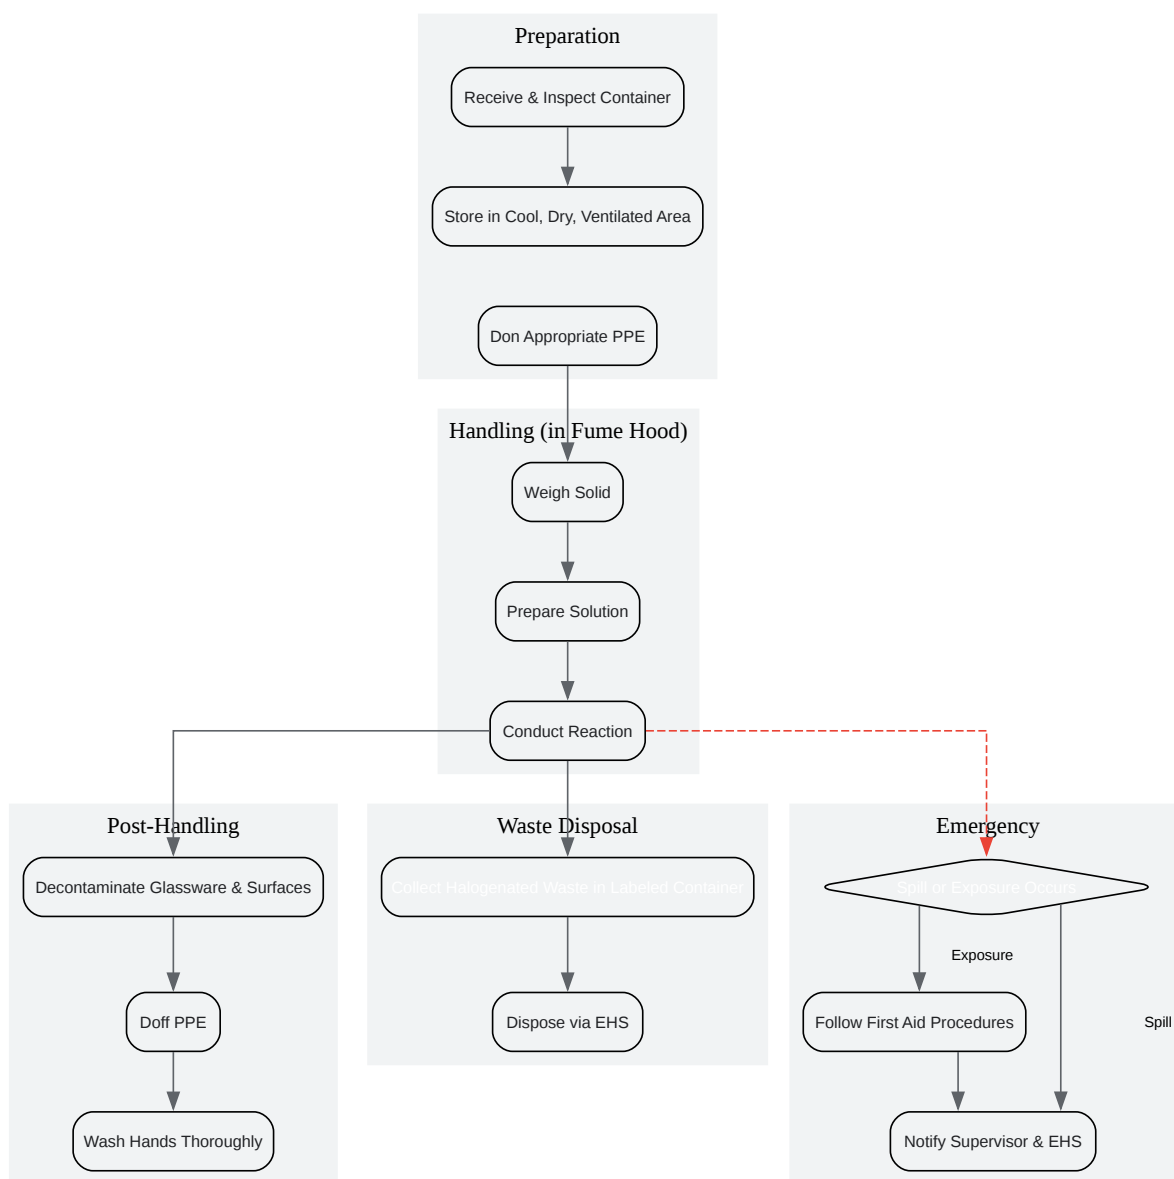 Preparation
Receive & Inspect Container
Store in Cool, Dry, Ventilated Area
Don Appropriate PPE
Handling (in Fume Hood)
Weigh Solid
Prepare Solution
Conduct Reaction
Post-Handling
Decontaminate Glassware & Surfaces
Doff PPE
Wash Hands Thoroughly
Waste Disposal
Collect Halogenated Waste in Labeled Container
Dispose via EHS
Emergency
Spill or Exposure Occurs
Exposure
Follow First Aid Procedures
Spill
Notify Supervisor & EHS